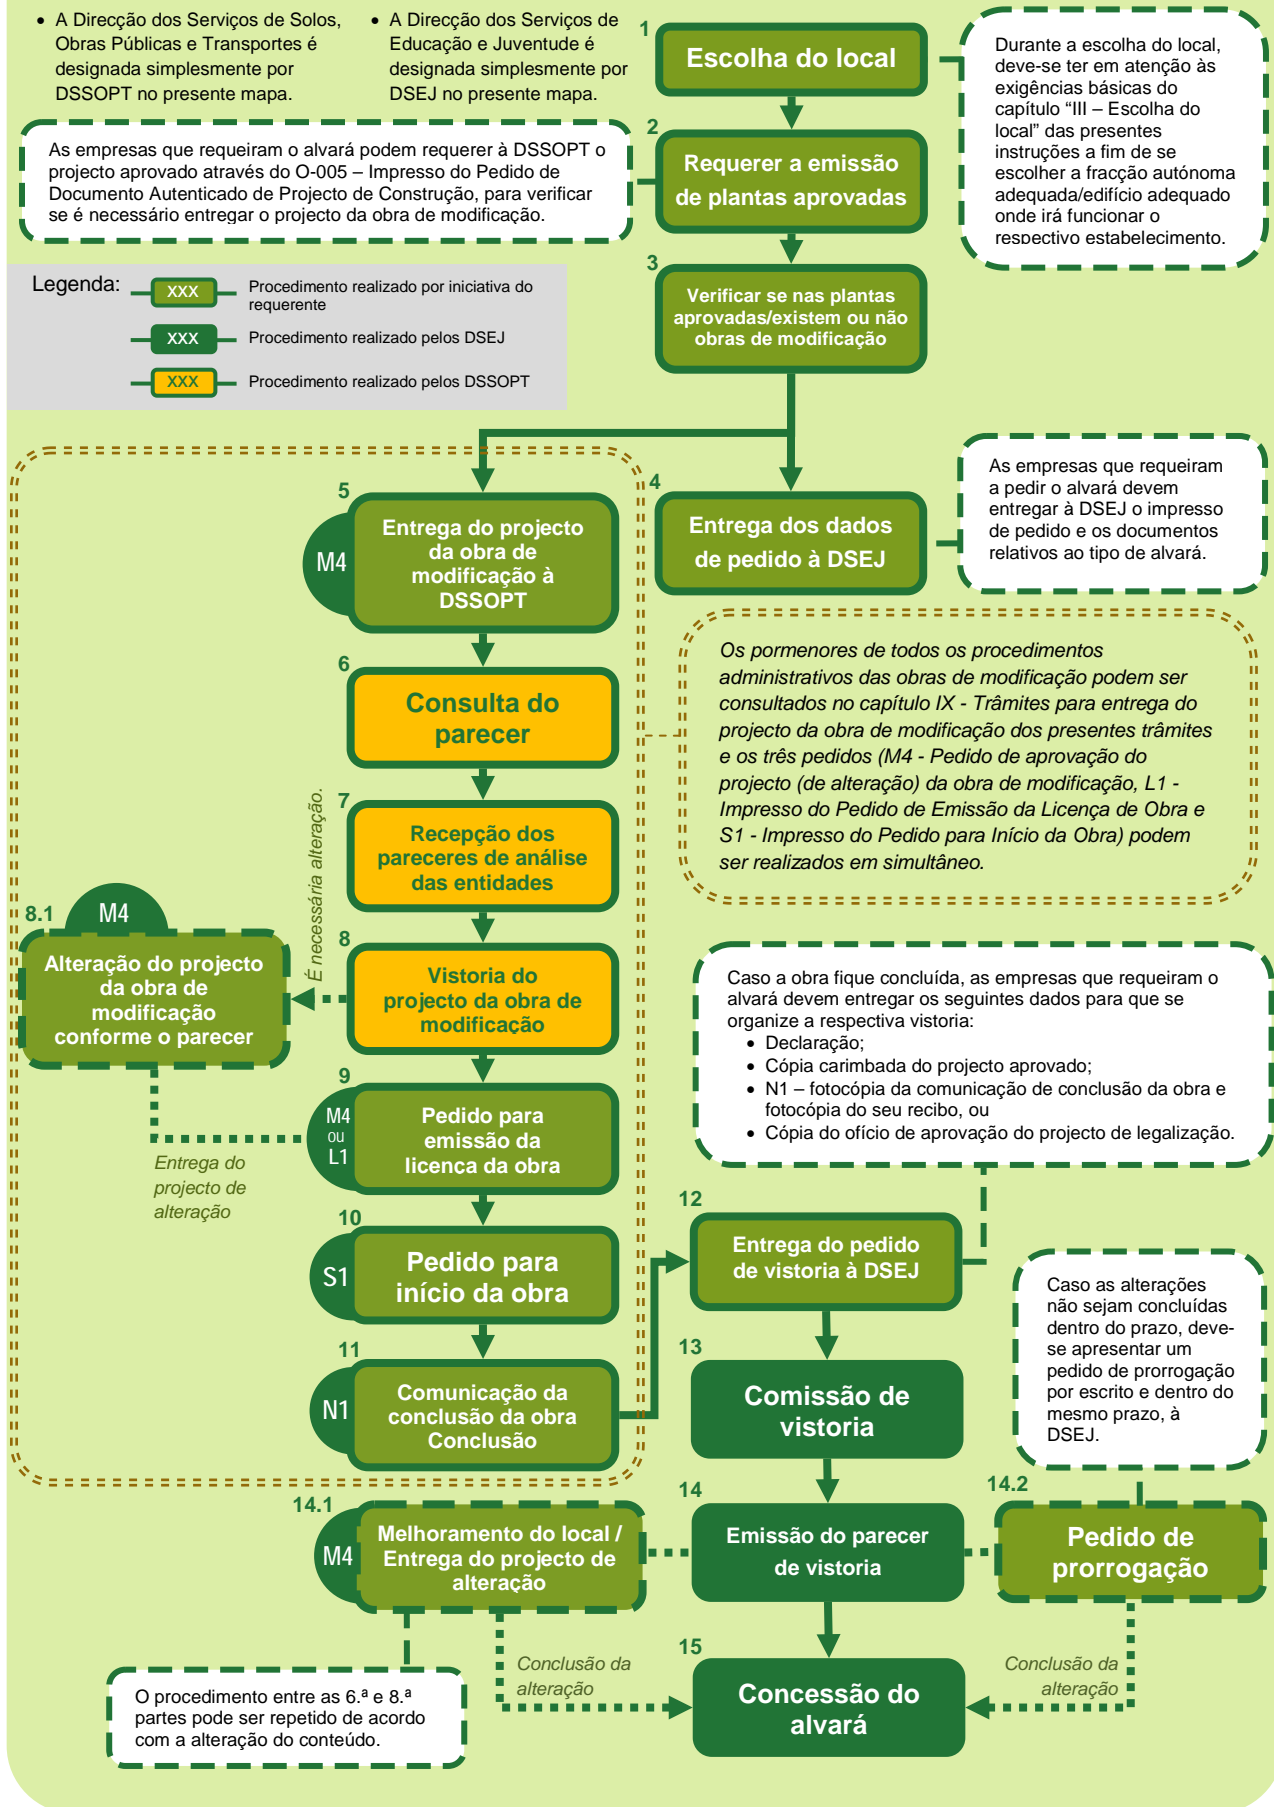 • A Direcção dos Serviços de Solos,
Obras Públicas e Transportes é
designada simplesmente por
DSSOPT no presente mapa.
• A Direcção dos Serviços de
Educação e Juventude é
designada simplesmente por
DSEJ no presente mapa.
1
Escolha do local
Durante a escolha do local,
deve-se ter em atenção às
exigências básicas do
capítulo “III – Escolha do
local” das presentes
instruções a fim de se
escolher a fracção autónoma
adequada/edifício adequado
onde irá funcionar o
respectivo estabelecimento.
As empresas que requeiram o alvará podem requerer à DSSOPT o
projecto aprovado através do O-005 – Impresso do Pedido de
Documento Autenticado de Projecto de Construção, para verificar
se é necessário entregar o projecto da obra de modificação.
2
Requerer a emissão
de plantas aprovadas
3
Verificar se nas plantas
aprovadas/existem ou não
obras de modificação
Legenda:
XXX
Procedimento realizado por iniciativa do
requerente
XXX
Procedimento realizado pelos DSEJ
XXX
Procedimento realizado pelos DSSOPT
4
Entrega dos dados
de pedido à DSEJ
As empresas que requeiram
a pedir o alvará devem
entregar à DSEJ o impresso
de pedido e os documentos
relativos ao tipo de alvará.
5
M4
Entrega do projecto
da obra de
modificação à
DSSOPT
6
Consulta do
parecer
Os pormenores de todos os procedimentos
administrativos das obras de modificação podem ser
consultados no capítulo IX - Trâmites para entrega do
projecto da obra de modificação dos presentes trâmites
e os três pedidos (M4 - Pedido de aprovação do
projecto (de alteração) da obra de modificação, L1 -
Impresso do Pedido de Emissão da Licença de Obra e
S1 - Impresso do Pedido para Início da Obra) podem
ser realizados em simultâneo.
7
Recepção dos
pareceres de análise
das entidades
É necessária alteração.
8
Vistoria do
projecto da obra de
modificação
8.1
M4
Alteração do projecto
da obra de
modificação
conforme o parecer
Entrega do
projecto de
alteração
9
M4
ou
L1
Pedido para
emissão da
licença da obra
10
S1
Pedido para
início da obra
11
N1
Comunicação da
conclusão da obra
Conclusão
Caso a obra fique concluída, as empresas que requeiram o
alvará devem entregar os seguintes dados para que se
organize a respectiva vistoria:
• Declaração;
• Cópia carimbada do projecto aprovado;
• N1 – fotocópia da comunicação de conclusão da obra e
fotocópia do seu recibo, ou
• Cópia do ofício de aprovação do projecto de legalização.
12
Entrega do pedido
de vistoria à DSEJ
13
Comissão de
vistoria
Caso as alterações
não sejam concluídas
dentro do prazo, deve-
se apresentar um
pedido de prorrogação
por escrito e dentro do
mesmo prazo, à
DSEJ.
14
Emissão do parecer
de vistoria
14.1
M4
Melhoramento do local /
Entrega do projecto de
alteração
14.2
Pedido de
prorrogação
O procedimento entre as 6.ª e 8.ª
partes pode ser repetido de acordo
com a alteração do conteúdo.
Conclusão da
alteração
Conclusão da
alteração
15
Concessão do
alvará